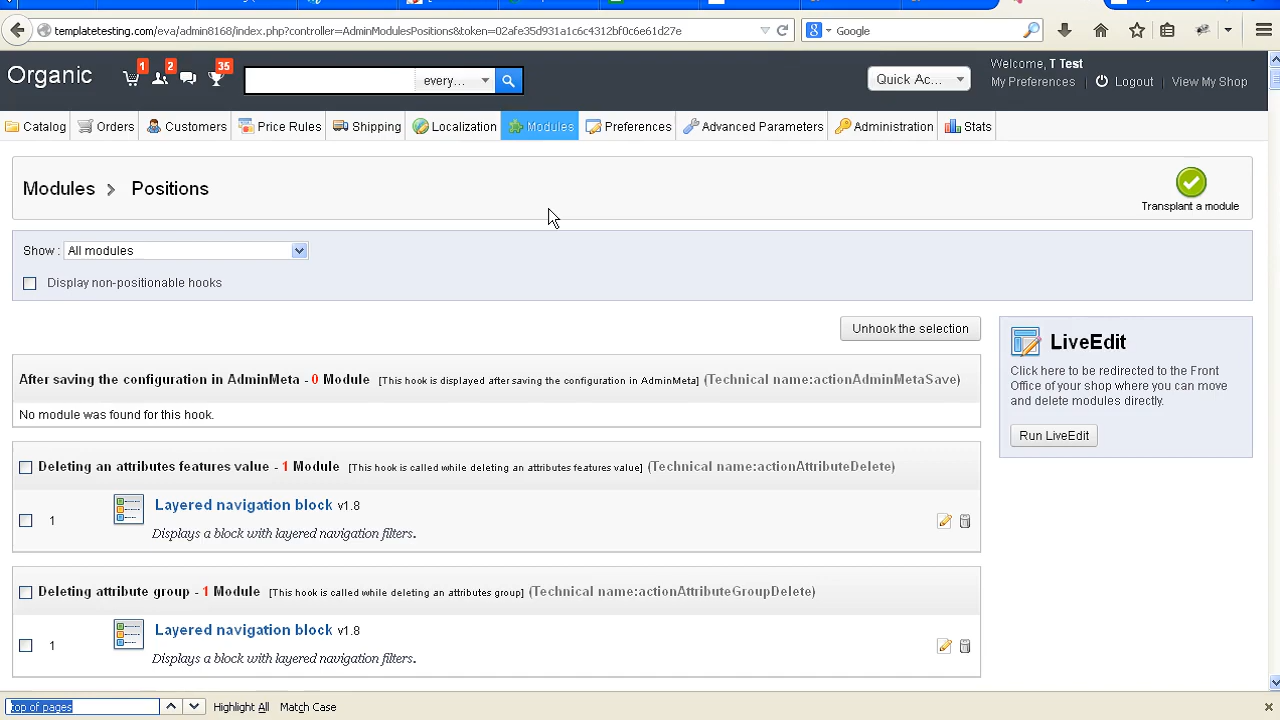 templatetesting.com/eva/admin8168/index.php?controller=AdminModulesPositions&token=02afe35d931a5c6c4312bf0c6e61d27e
Google
Organic
1
2
35
every...
Quick Ac...
Welcome, T Test
My Preferences
Logout
View My Shop
Catalog
Orders
Customers
Price Rules
Shipping
Localization
Modules
Preferences
Advanced Parameters
Administration
Stats
Modules > Positions
Transplant a module
Show : All modules
Display non-positionable hooks
Unhook the selection
LiveEdit
Click here to be redirected to the Front
Office of your shop where you can move
and delete modules directly.
Run LiveEdit
After saving the configuration in AdminMeta - 0 Module [This hook is displayed after saving the configuration in AdminMeta] (Technical name:actionAdminMetaSave)
No module was found for this hook.
Deleting an attributes features value - 1 Module [This hook is called while deleting an attributes features value] (Technical name:actionAttributeDelete)
1
Layered navigation block v1.8
Displays a block with layered navigation filters.
Deleting attribute group - 1 Module [This hook is called while deleting an attributes group] (Technical name:actionAttributeGroupDelete)
1
Layered navigation block v1.8
Displays a block with layered navigation filters.
top of pages
Highlight All
Match Case